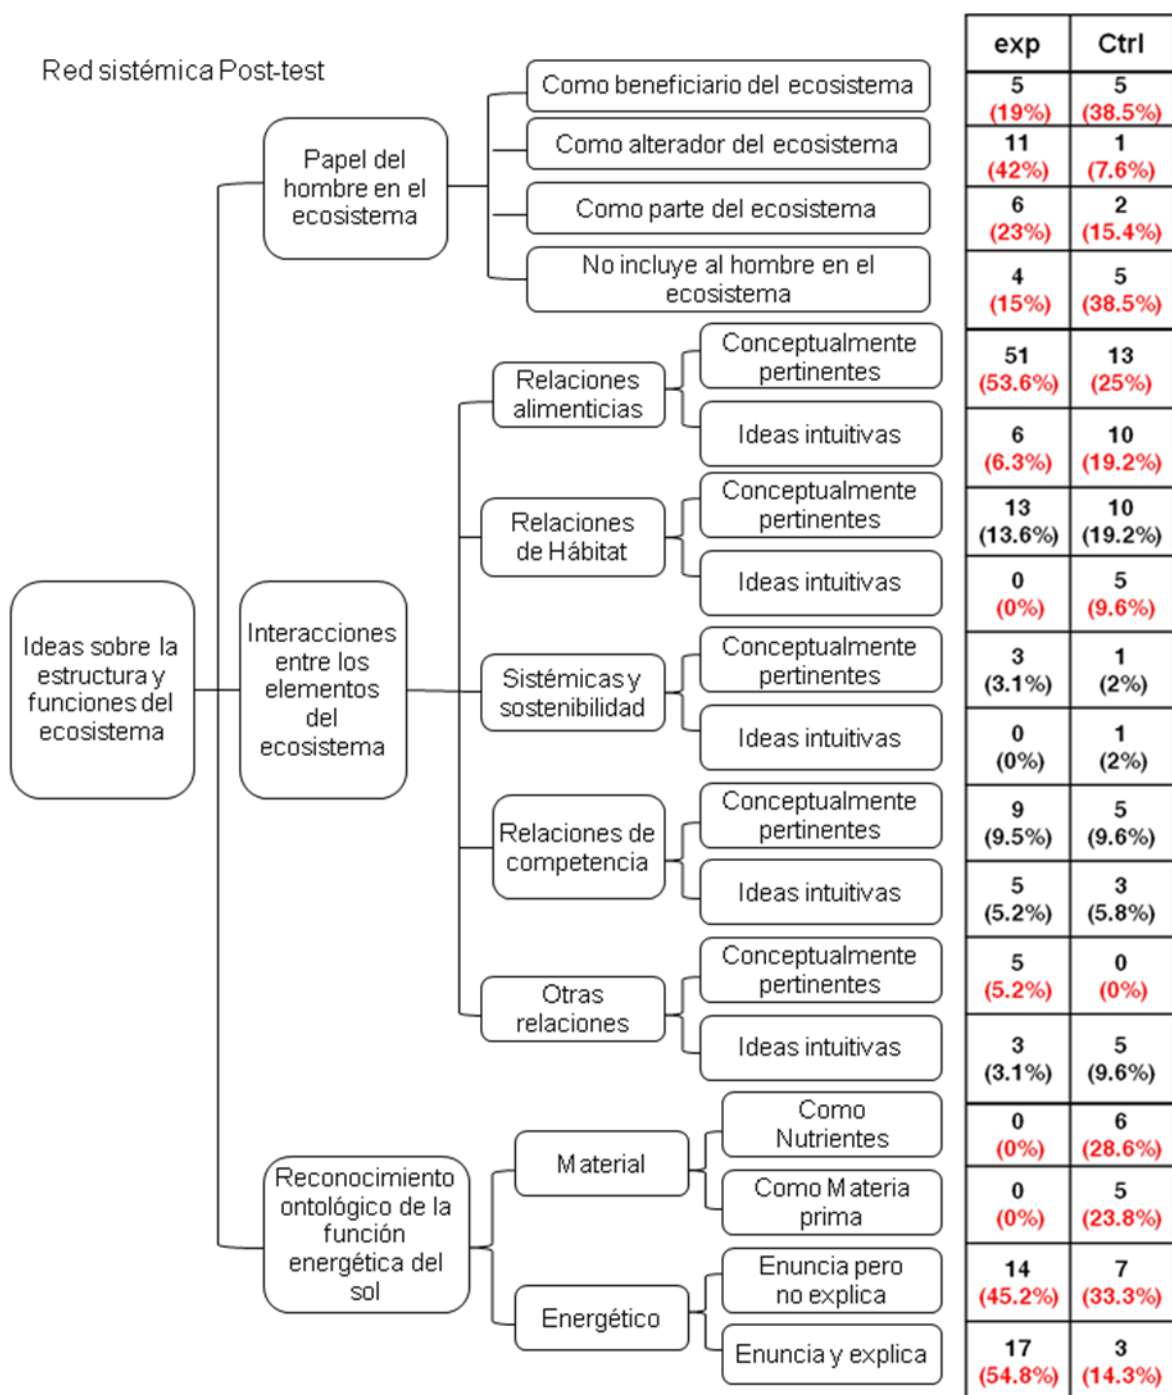 exp Ctrl
Red sistémica Post-test
Como beneficiario del ecosistema
5 5
(19%) (38.5%)
Papel del
hombre en el
ecosistema
Como alterador del ecosistema
11 1
(42%) (7.6%)
Como parte del ecosistema
6 2
(23%) (15.4%)
No incluye al hombre en el
ecosistema
4 5
(15%) (38.5%)
Ideas sobre la
estructura y
funciones del
ecosistema
Interacciones
entre los
elementos
del
ecosistema
Relaciones
alimenticias
Conceptualmente
pertinentes
51 13
(53.6%) (25%)
Ideas intuitivas
6 10
(6.3%) (19.2%)
Relaciones
de Hábitat
Conceptualmente
pertinentes
13 10
(13.6%) (19.2%)
Ideas intuitivas
0 5
(0%) (9.6%)
Sistémicas y
sostenibilidad
Conceptualmente
pertinentes
3 1
(3.1%) (2%)
Ideas intuitivas
0 1
(0%) (2%)
Relaciones de
competencia
Conceptualmente
pertinentes
9 5
(9.5%) (9.6%)
Ideas intuitivas
5 3
(5.2%) (5.8%)
Otras
relaciones
Conceptualmente
pertinentes
5 0
(5.2%) (0%)
Ideas intuitivas
3 5
(3.1%) (9.6%)
Reconocimiento
ontológico de la
función
energética del
sol
Material
Como
Nutrientes
0 6
(0%) (28.6%)
Como Materia
prima
0 5
(0%) (23.8%)
Energético
Enuncia pero
no explica
14 7
(45.2%) (33.3%)
Enuncia y explica
17 3
(54.8%) (14.3%)